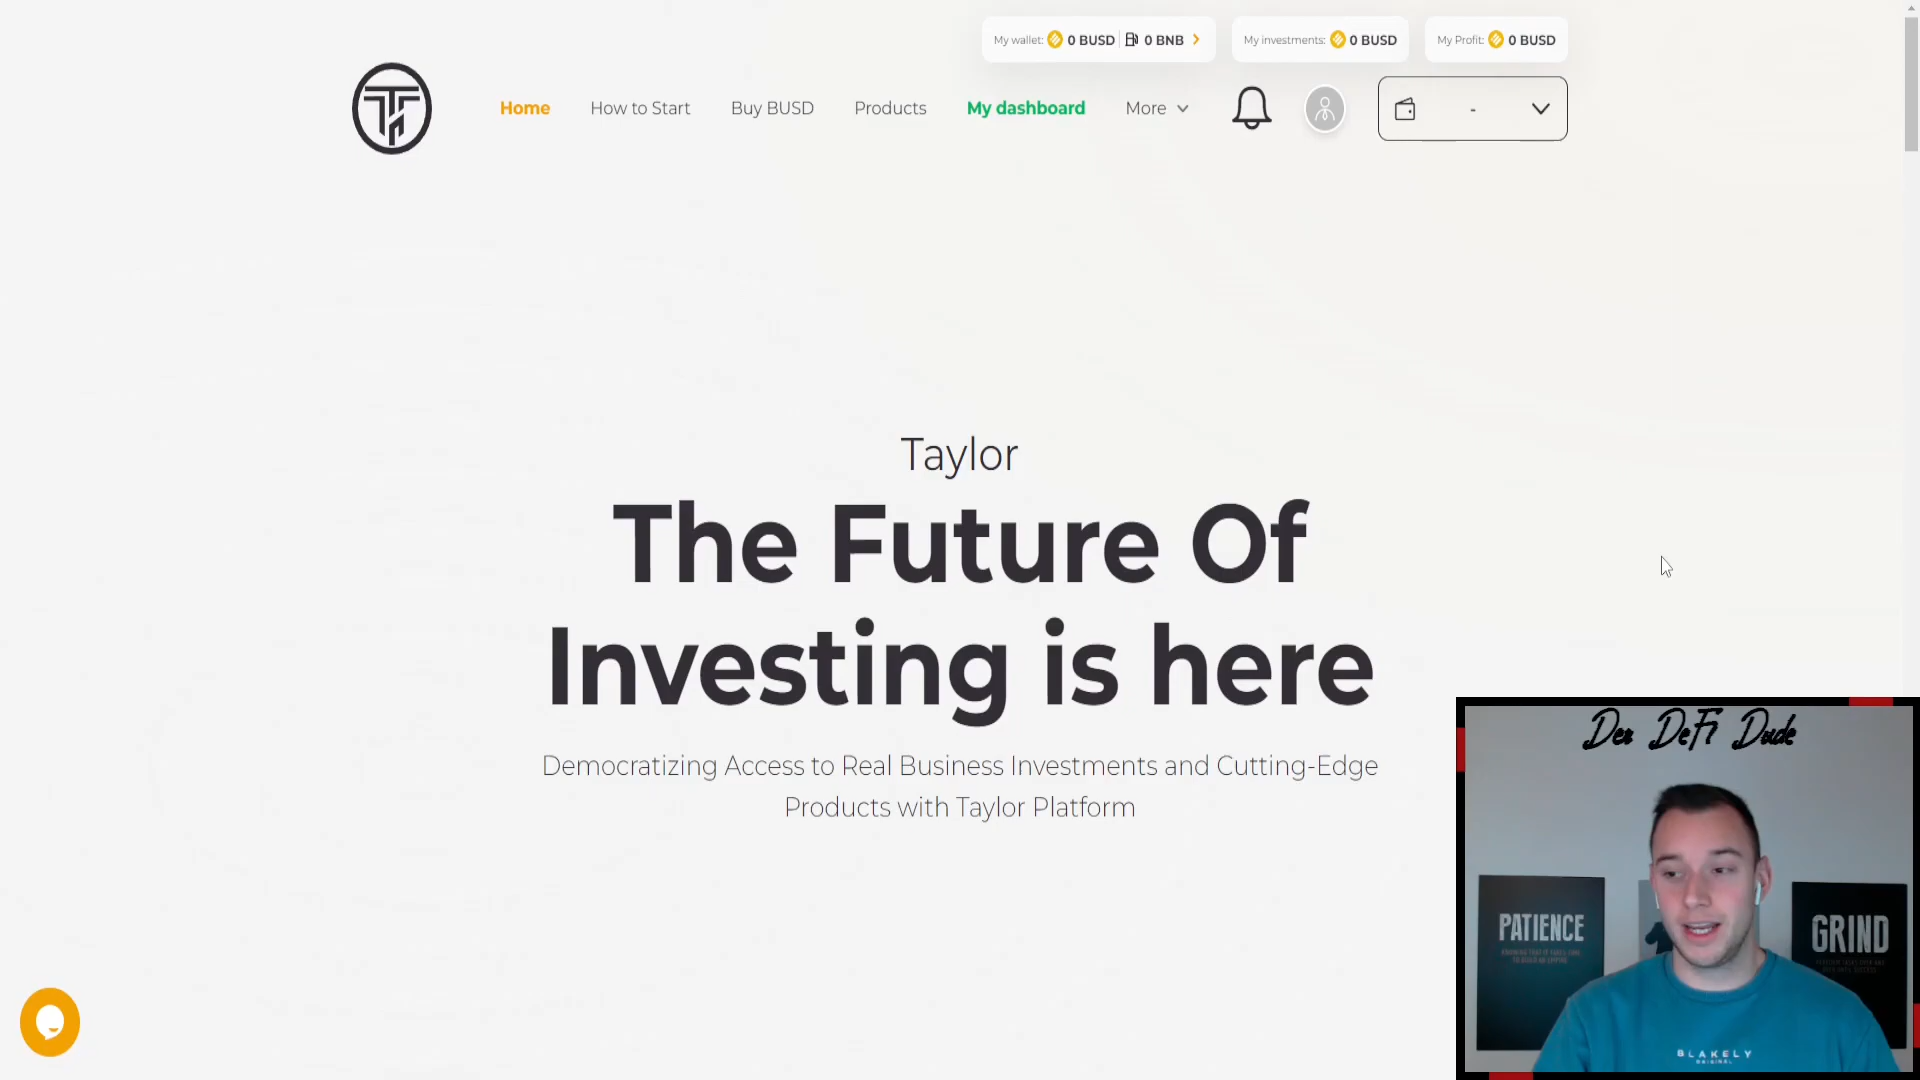 My wallet: 0 BUSD 0 BNB
My investments: 0 BUSD
My Profit: 0 BUSD
Home
How to Start
Buy BUSD
Products
My dashboard
More
-
Taylor
The Future Of
Investing is here
Democratizing Access to Real Business Investments and Cutting-Edge
Products with Taylor Platform
Der DeFi Dude
PATIENCE
GRIND
BLAKELY